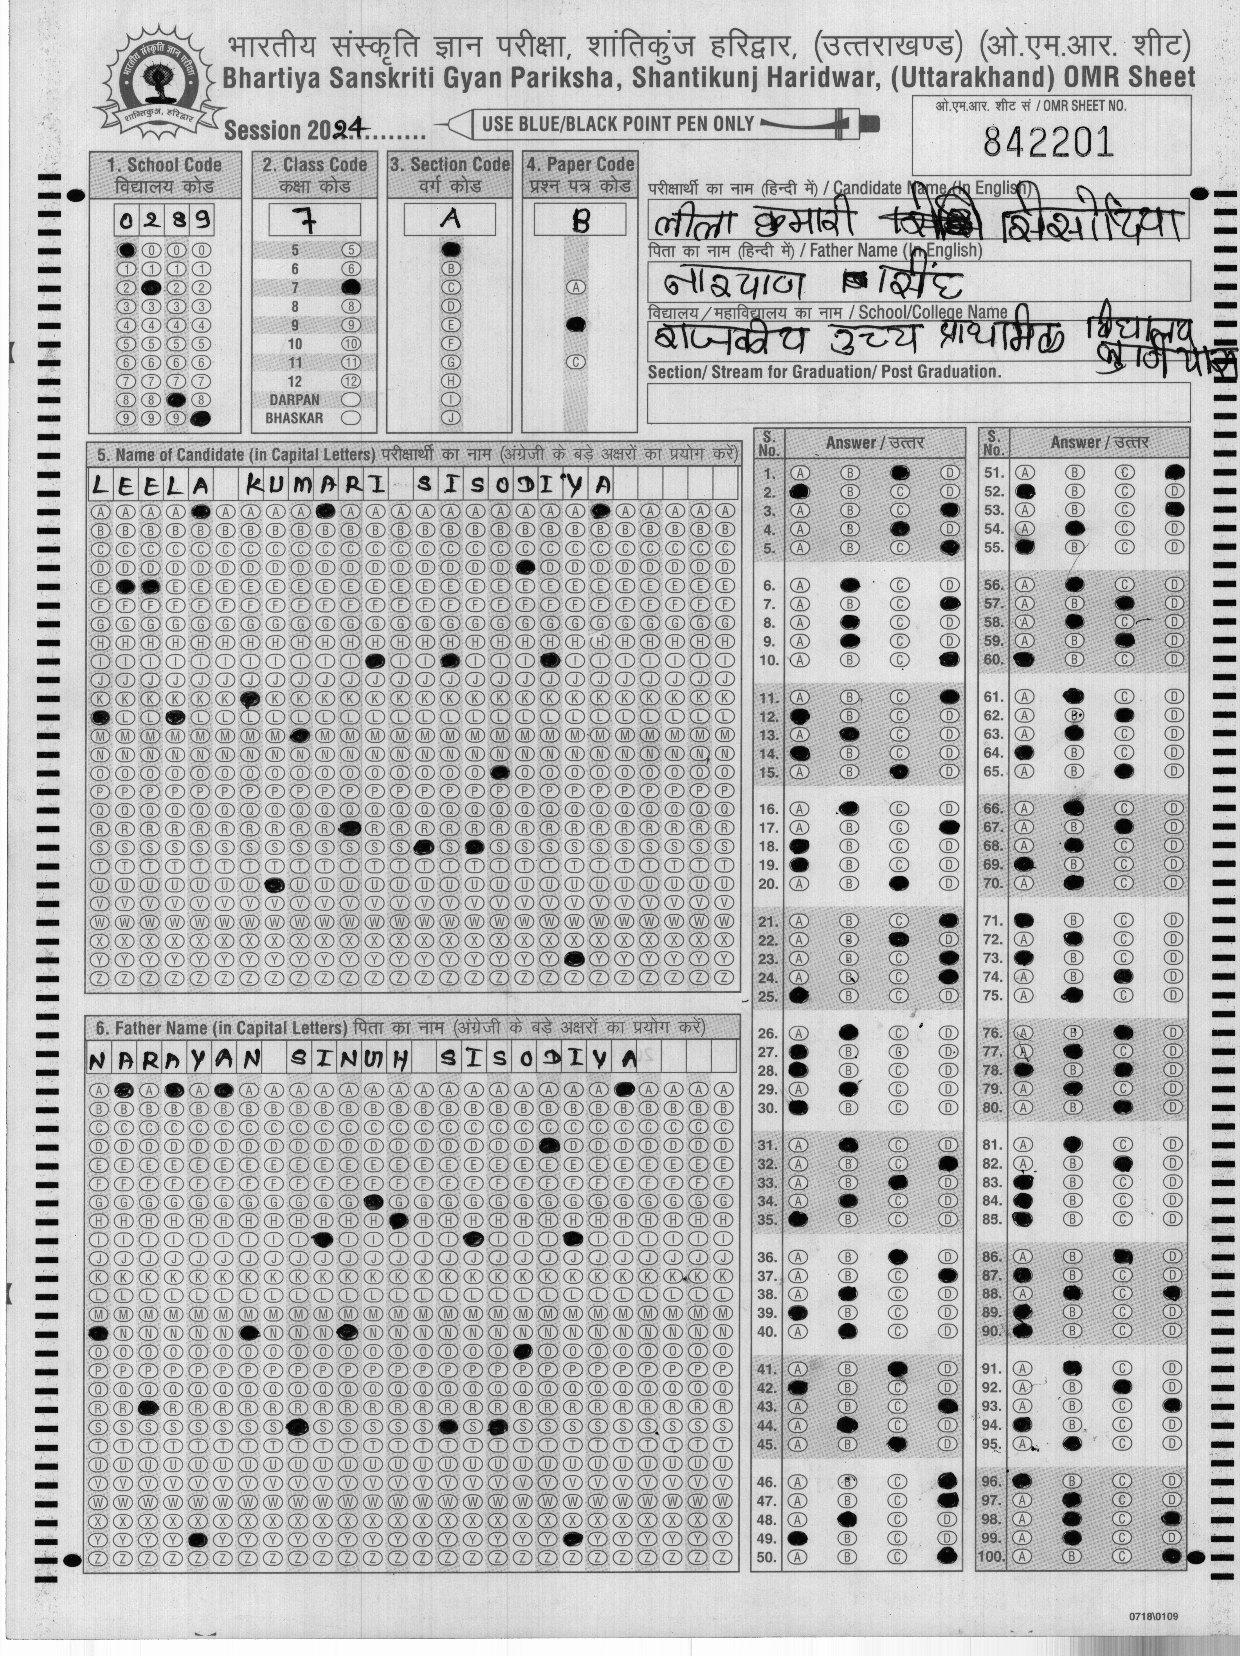 भारतीय संस्कृति ज्ञान परीक्षा, शांतिकुंज हरिद्वार, (उत्तराखण्ड) (ओ.एम.आर. शीट)
Bhartiya Sanskriti Gyan Pariksha, Shantikunj Haridwar, (Uttarakhand) OMR Sheet
Session 2024
USE BLUE/BLACK POINT PEN ONLY
ओ.एम.आर. शीट सं / OMR SHEET NO.
842201
1. School Code
विद्यालय कोड
0289
2. Class Code
कक्षा कोड
7
5
6
7
8
9
10
11
12
DARPAN
BHASKAR
3. Section Code
वर्ग कोड
A
4. Paper Code
प्रश्न पत्र कोड
B
परीक्षार्थी का नाम (हिन्दी में) / Candidate Name (In English)
लीला कुमारी सिसोदिया
पिता का नाम (हिन्दी में) / Father Name (In English)
नारायण सिंह
विद्यालय/महाविद्यालय का नाम / School/College Name
राजकीय उच्च प्राथमिक विद्यालय
Section/ Stream for Graduation/ Post Graduation.
5. Name of Candidate (in Capital Letters) परीक्षार्थी का नाम (अंग्रेजी के बड़े अक्षरों का प्रयोग करें)
LEELA KUMARI SISODIYA
6. Father Name (in Capital Letters) पिता का नाम (अंग्रेजी के बड़े अक्षरों का प्रयोग करें)
NARAYAN SINGH SISODIYA
S. No. Answer / उत्तर
S. No. Answer / उत्तर
0718\0109